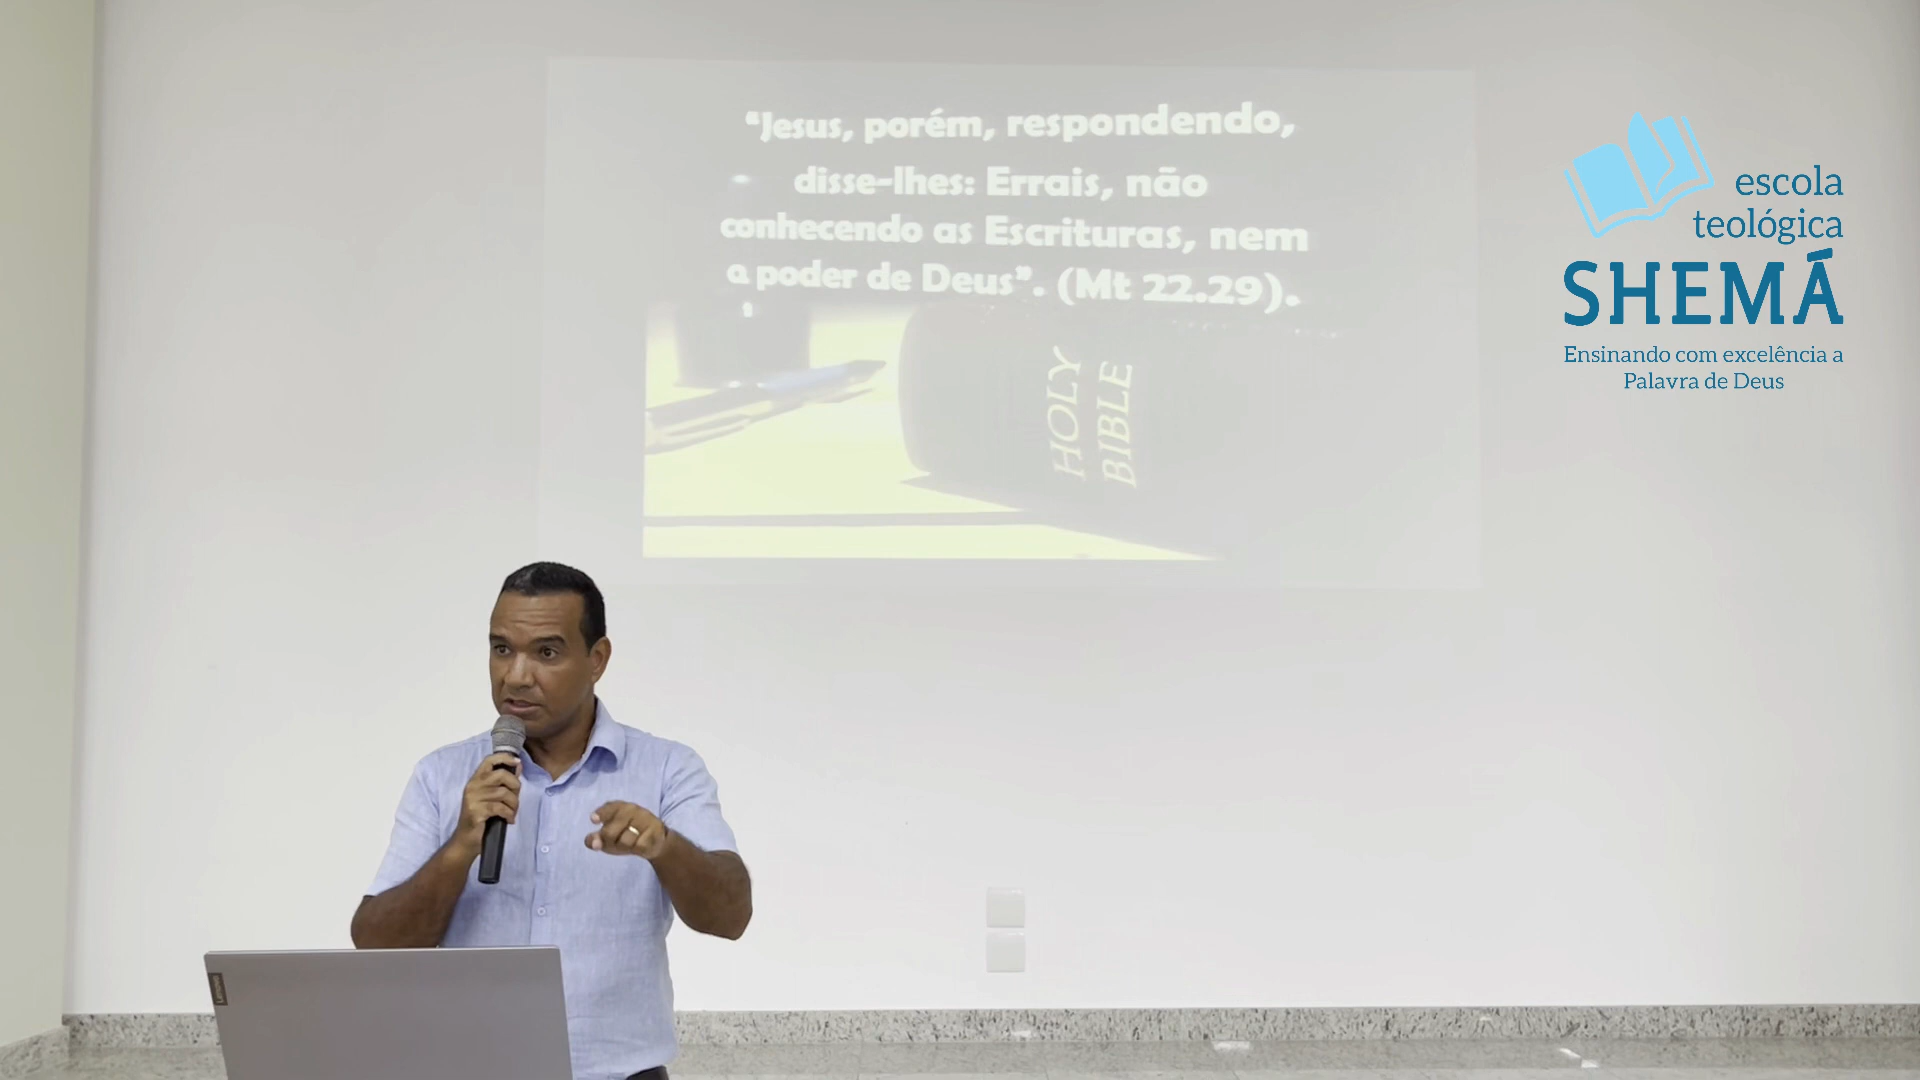 “Jesus, porém, respondendo,
disse-lhes: Errais, não
conhecendo as Escrituras, nem
o poder de Deus”. (Mt 22.29).
HOLY
BIBLE
escola
teológica
SHEMÁ
Ensinando com excelência a
Palavra de Deus
Lenovo